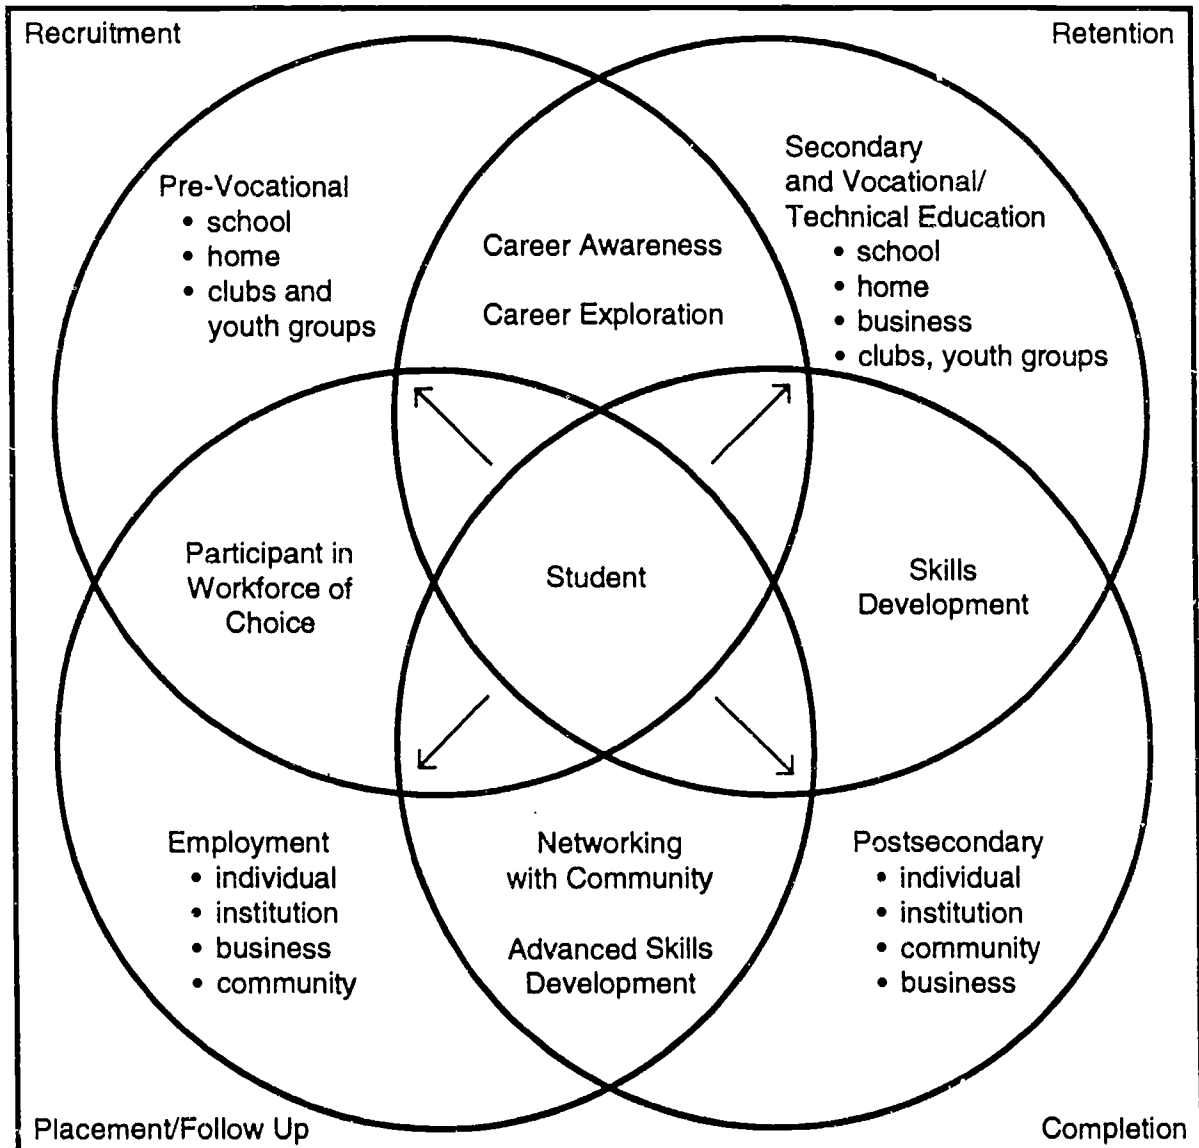 Recruitment
Retention
Pre-Vocational
• school
• home
• clubs and
youth groups
Career Awareness
Career Exploration
Secondary
and Vocational/
Technical Education
• school
• home
• business
• clubs, youth groups
Participant in
Workforce of
Choice
Student
Skills
Development
Employment
• individual
• institution
• business
• community
Networking
with Community
Advanced Skills
Development
Postsecondary
• individual
• institution
• community
• business
Placement/Follow Up
Completion